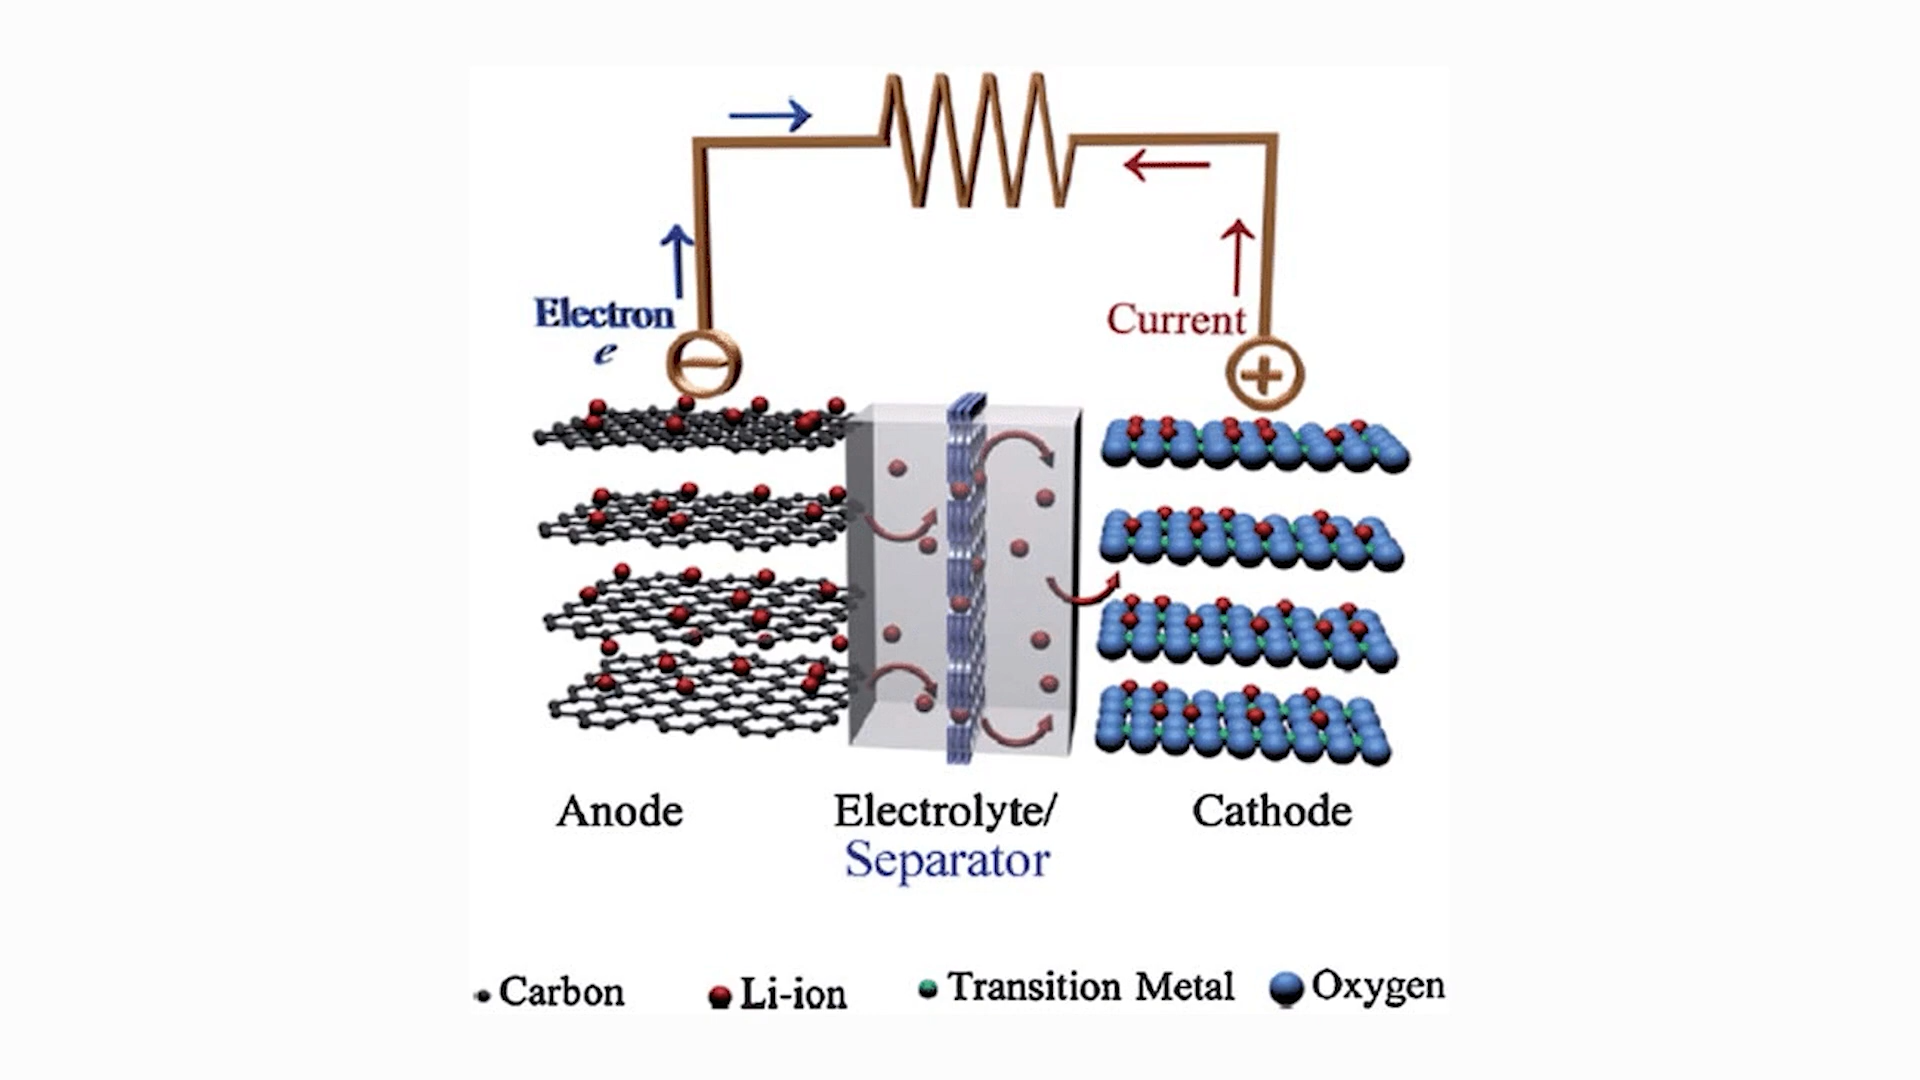 Electron
e
Current
Anode
Electrolyte/
Separator
Cathode
Carbon
Li-ion
Transition Metal
Oxygen